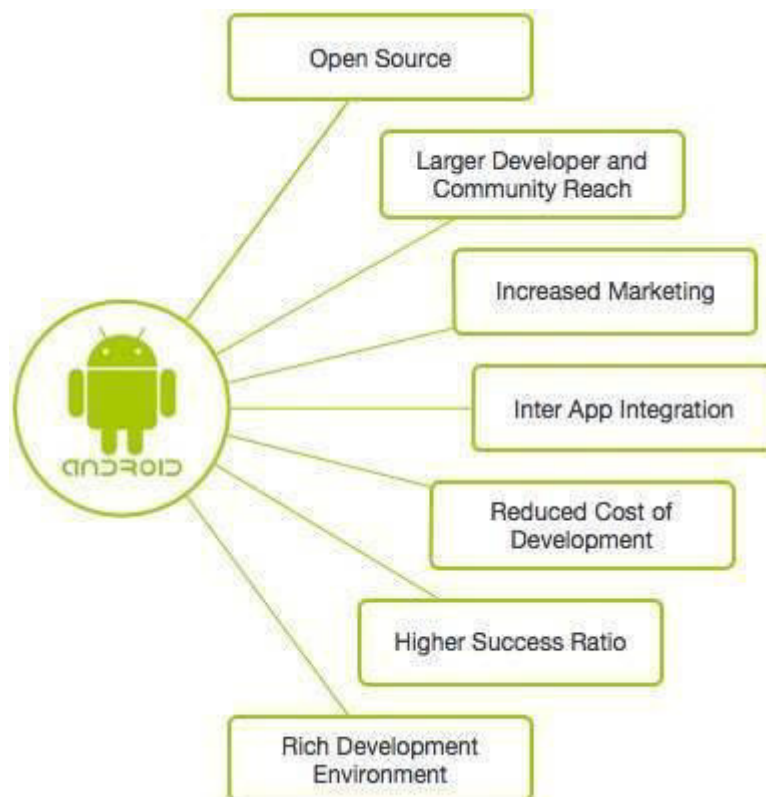 Open Source
Larger Developer and
Community Reach
Increased Marketing
Inter App Integration
ANDROID
Reduced Cost of
Development
Higher Success Ratio
Rich Development
Environment